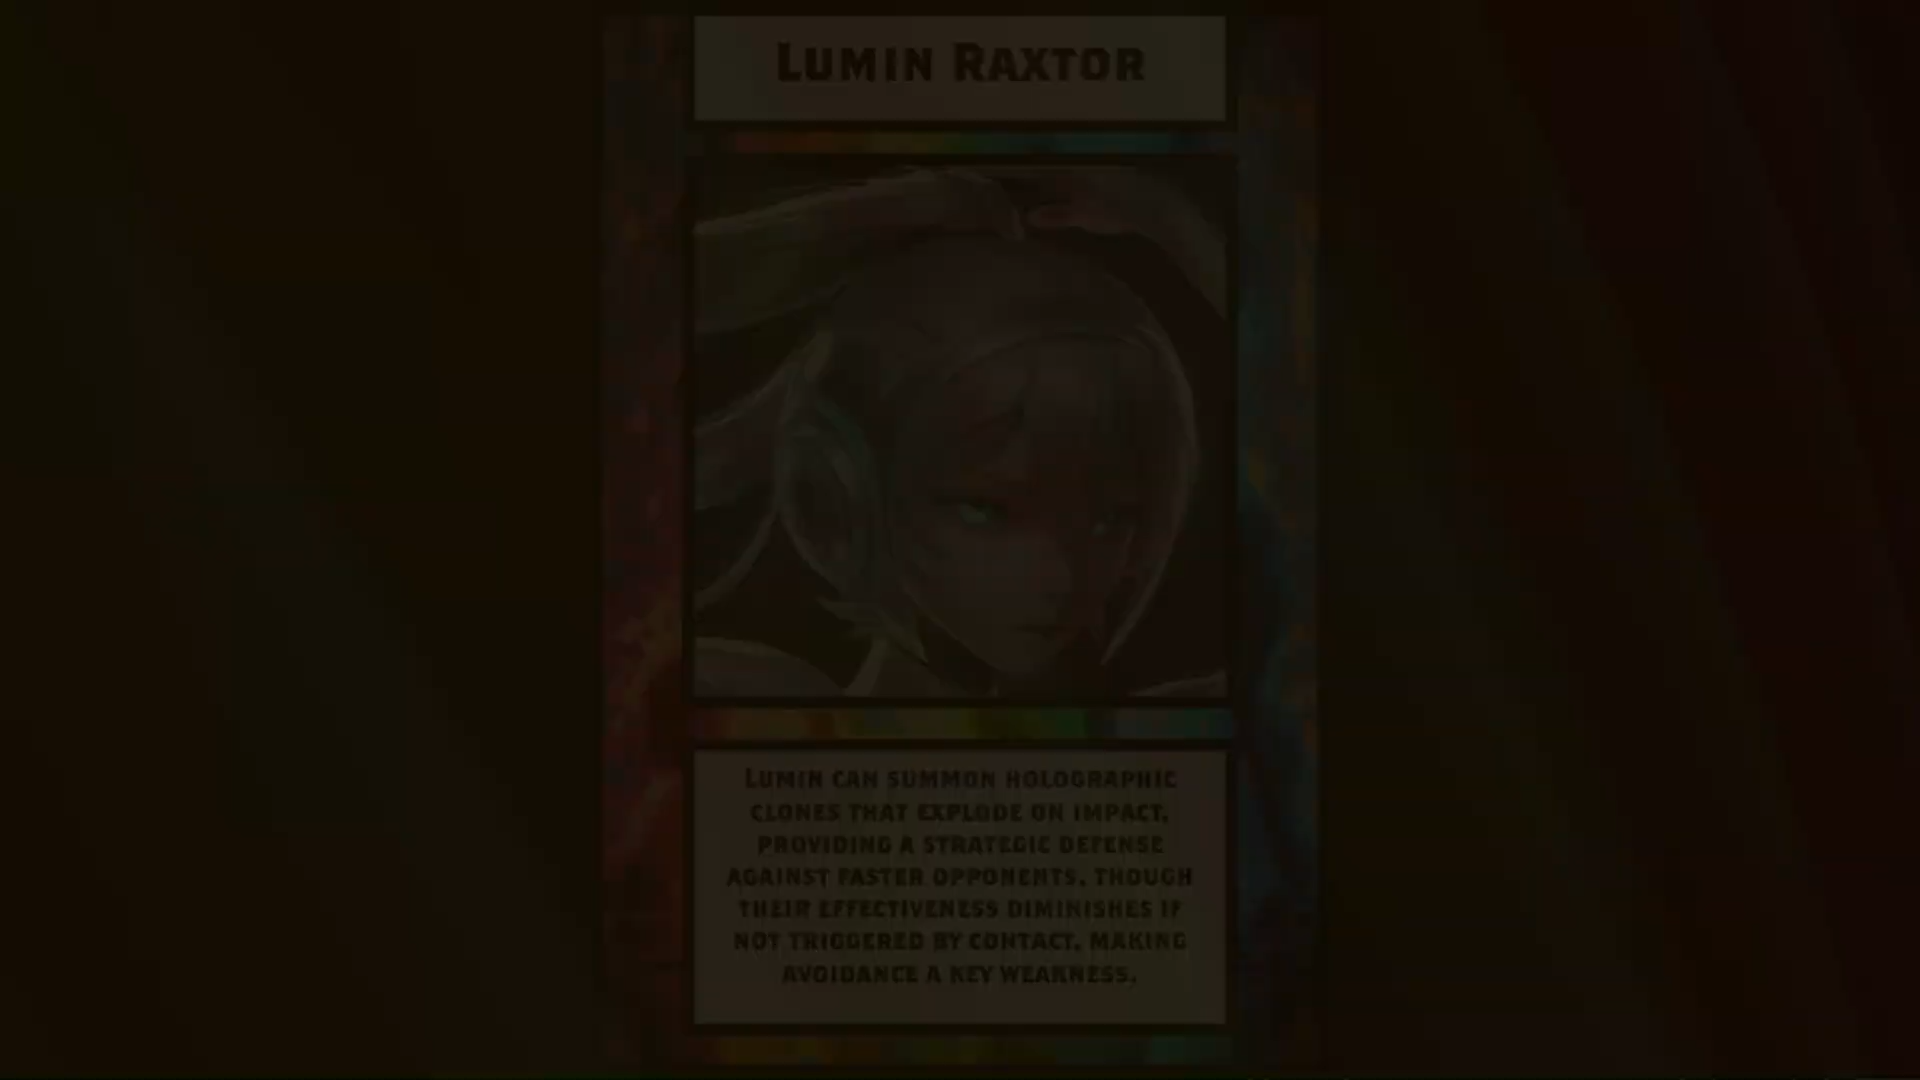 Lumin Raxtor
Lumin can summon holographic
clones that explode on impact,
providing a strategic defense
against faster opponents, though
their effectiveness diminishes if
not triggered by contact, making
avoidance a key weakness.